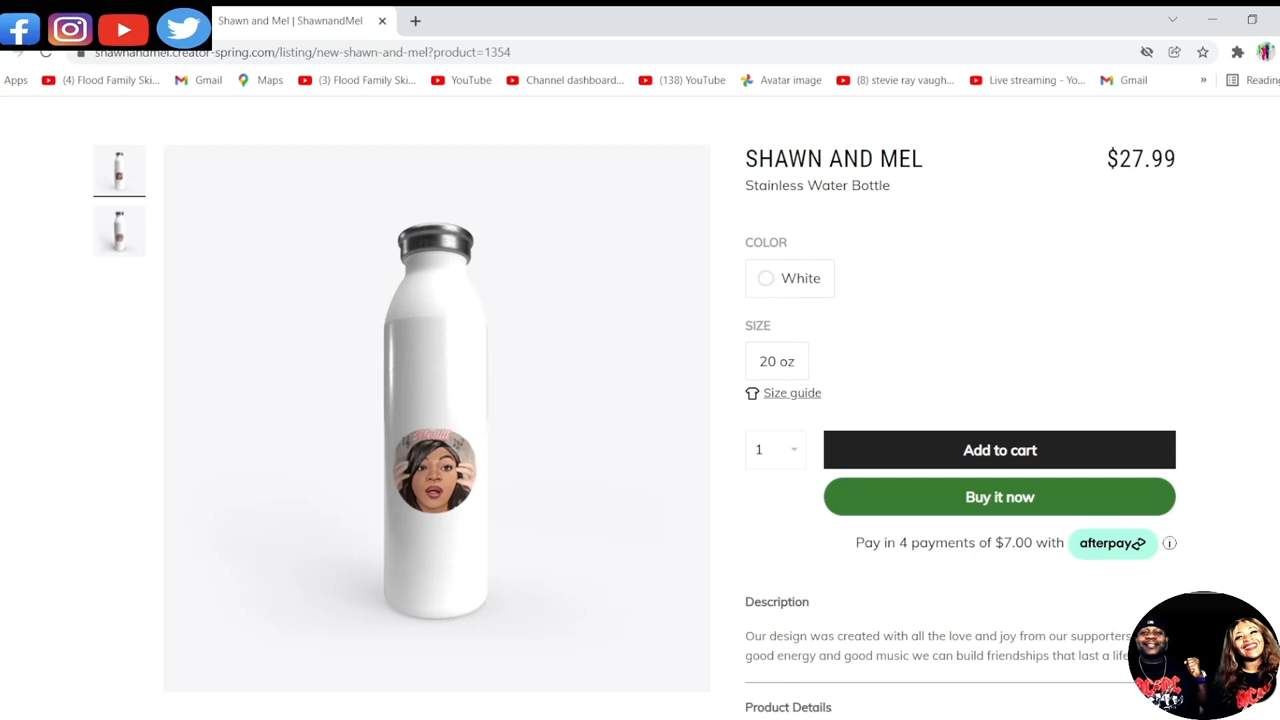 Shawn and Mel | ShawnandMel
shawnandmel.creator-spring.com/listing/new-shawn-and-mel?product=1354
Apps (4) Flood Family Ski... Gmail Maps (3) Flood Family Ski... YouTube Channel dashboard... (138) YouTube Avatar image (8) stevie ray vaugh... Live streaming - Yo... Gmail » Reading
SHAWN AND MEL $27.99
Stainless Water Bottle
COLOR
White
SIZE
20 oz
Size guide
1 Add to cart
Buy it now
Pay in 4 payments of $7.00 with afterpay
Description
Our design was created with all the love and joy from our supporters
good energy and good music we can build friendships that last a life
Product Details